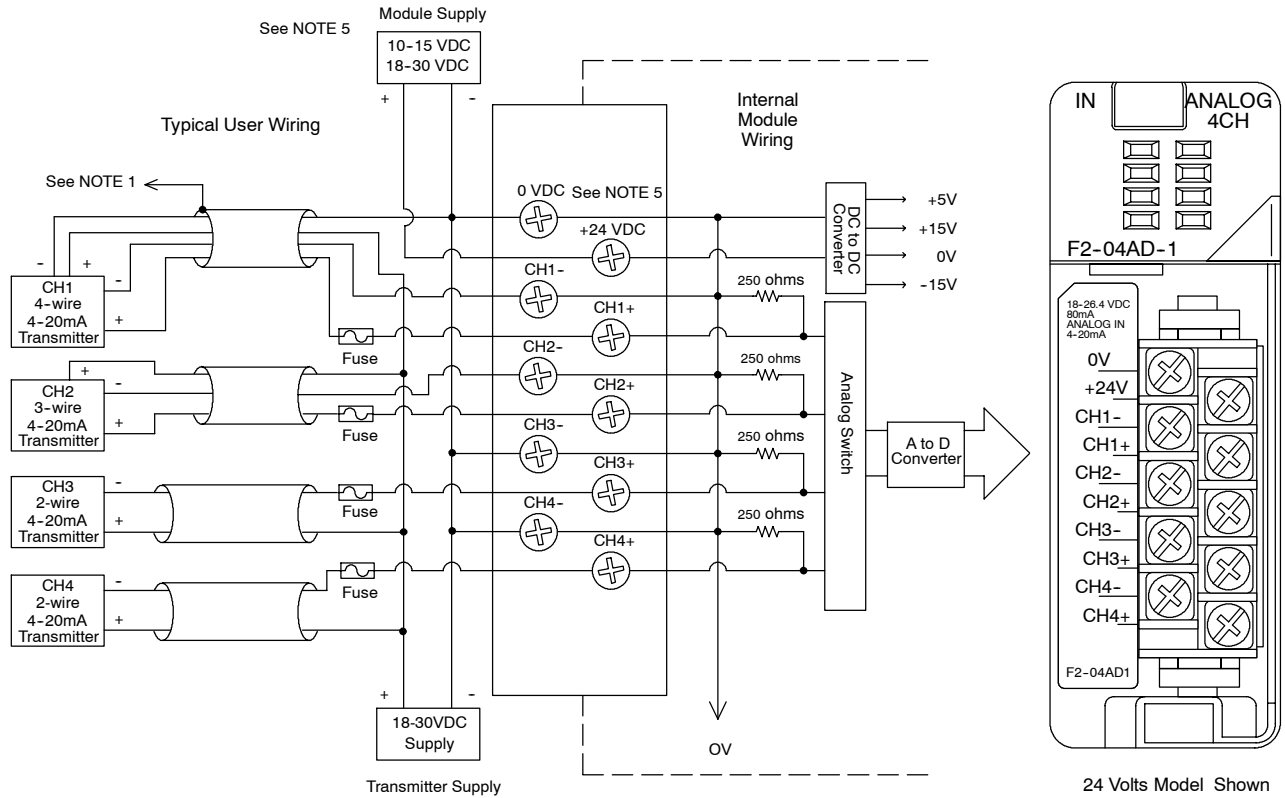 See NOTE 5
Module Supply
10-15 VDC
18-30 VDC
+
-
Typical User Wiring
Internal
Module
Wiring
See NOTE 1
0 VDC
See NOTE 5
+24 VDC
DC to DC
Converter
+5V
+15V
0V
-15V
-
+
-
+
CH1
4-wire
4-20mA
Transmitter
Fuse
CH1-
CH1+
250 ohms
+
-
+
CH2
3-wire
4-20mA
Transmitter
Fuse
CH2-
CH2+
250 ohms
-
+
CH3
2-wire
4-20mA
Transmitter
Fuse
CH3-
CH3+
250 ohms
-
+
CH4
2-wire
4-20mA
Transmitter
Fuse
CH4-
CH4+
250 ohms
Analog Switch
A to D
Converter
+
-
18-30VDC
Supply
Transmitter Supply
OV
IN
ANALOG
4CH
F2-04AD-1
18-26.4 VDC
80mA
ANALOG IN
4-20mA
0V
+24V
CH1-
CH1+
CH2-
CH2+
CH3-
CH3+
CH4-
CH4+
F2-04AD1
24 Volts Model Shown